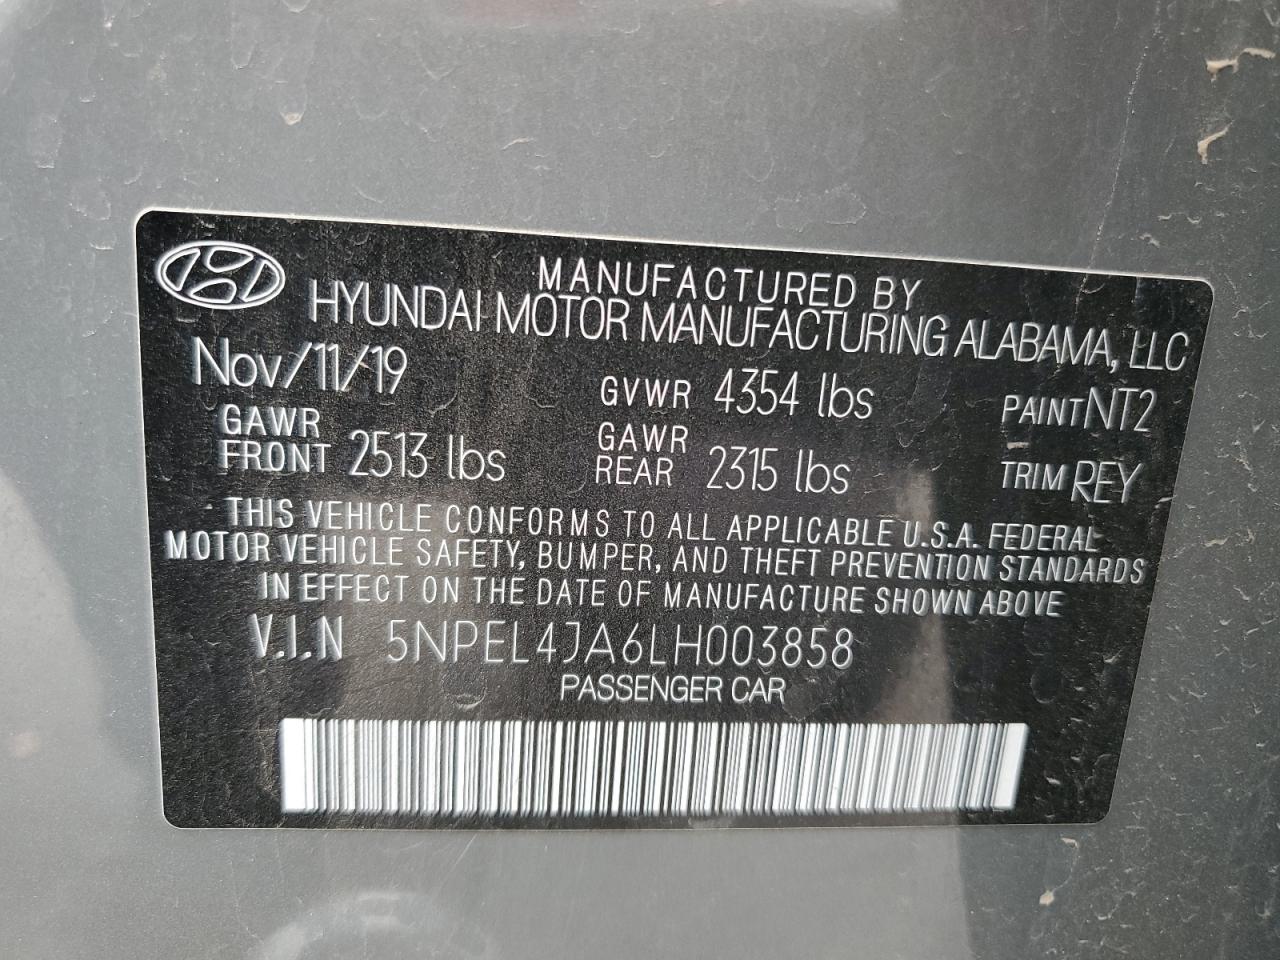 MANUFACTURED BY
HYUNDAI MOTOR MANUFACTURING ALABAMA, LLC
Nov/11/19 GVWR 4354 lbs PAINT NT2
GAWR FRONT 2513 lbs GAWR REAR 2315 lbs TRIM REY
THIS VEHICLE CONFORMS TO ALL APPLICABLE U.S.A. FEDERAL
MOTOR VEHICLE SAFETY, BUMPER, AND THEFT PREVENTION STANDARDS
IN EFFECT ON THE DATE OF MANUFACTURE SHOWN ABOVE
V.I.N 5NPEL4JA6LH003858
PASSENGER CAR